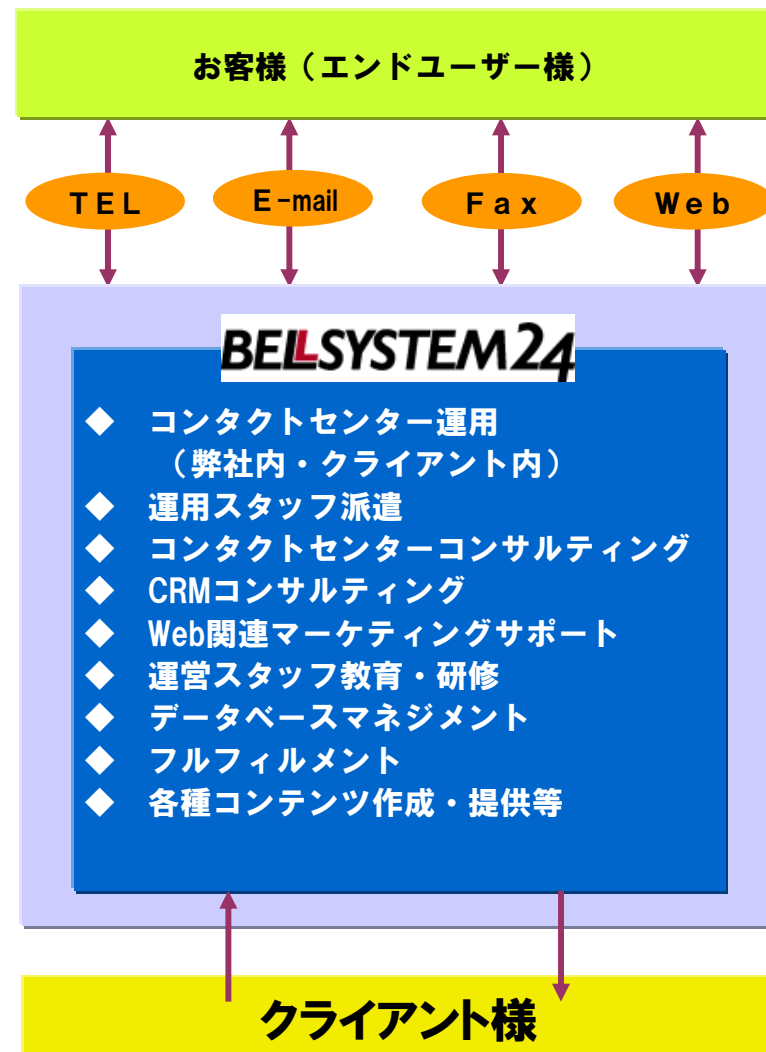 お客様（エンドユーザー様）
ＴＥＬ
Ｅ-mail
Ｆａｘ
Ｗｅｂ
BELLSYSTEM24
◆ コンタクトセンター運用
（弊社内・クライアント内）
◆ 運用スタッフ派遣
◆ コンタクトセンターコンサルティング
◆ CRMコンサルティング
◆ Web関連マーケティングサポート
◆ 運営スタッフ教育・研修
◆ データベースマネジメント
◆ フルフィルメント
◆ 各種コンテンツ作成・提供等
クライアント様